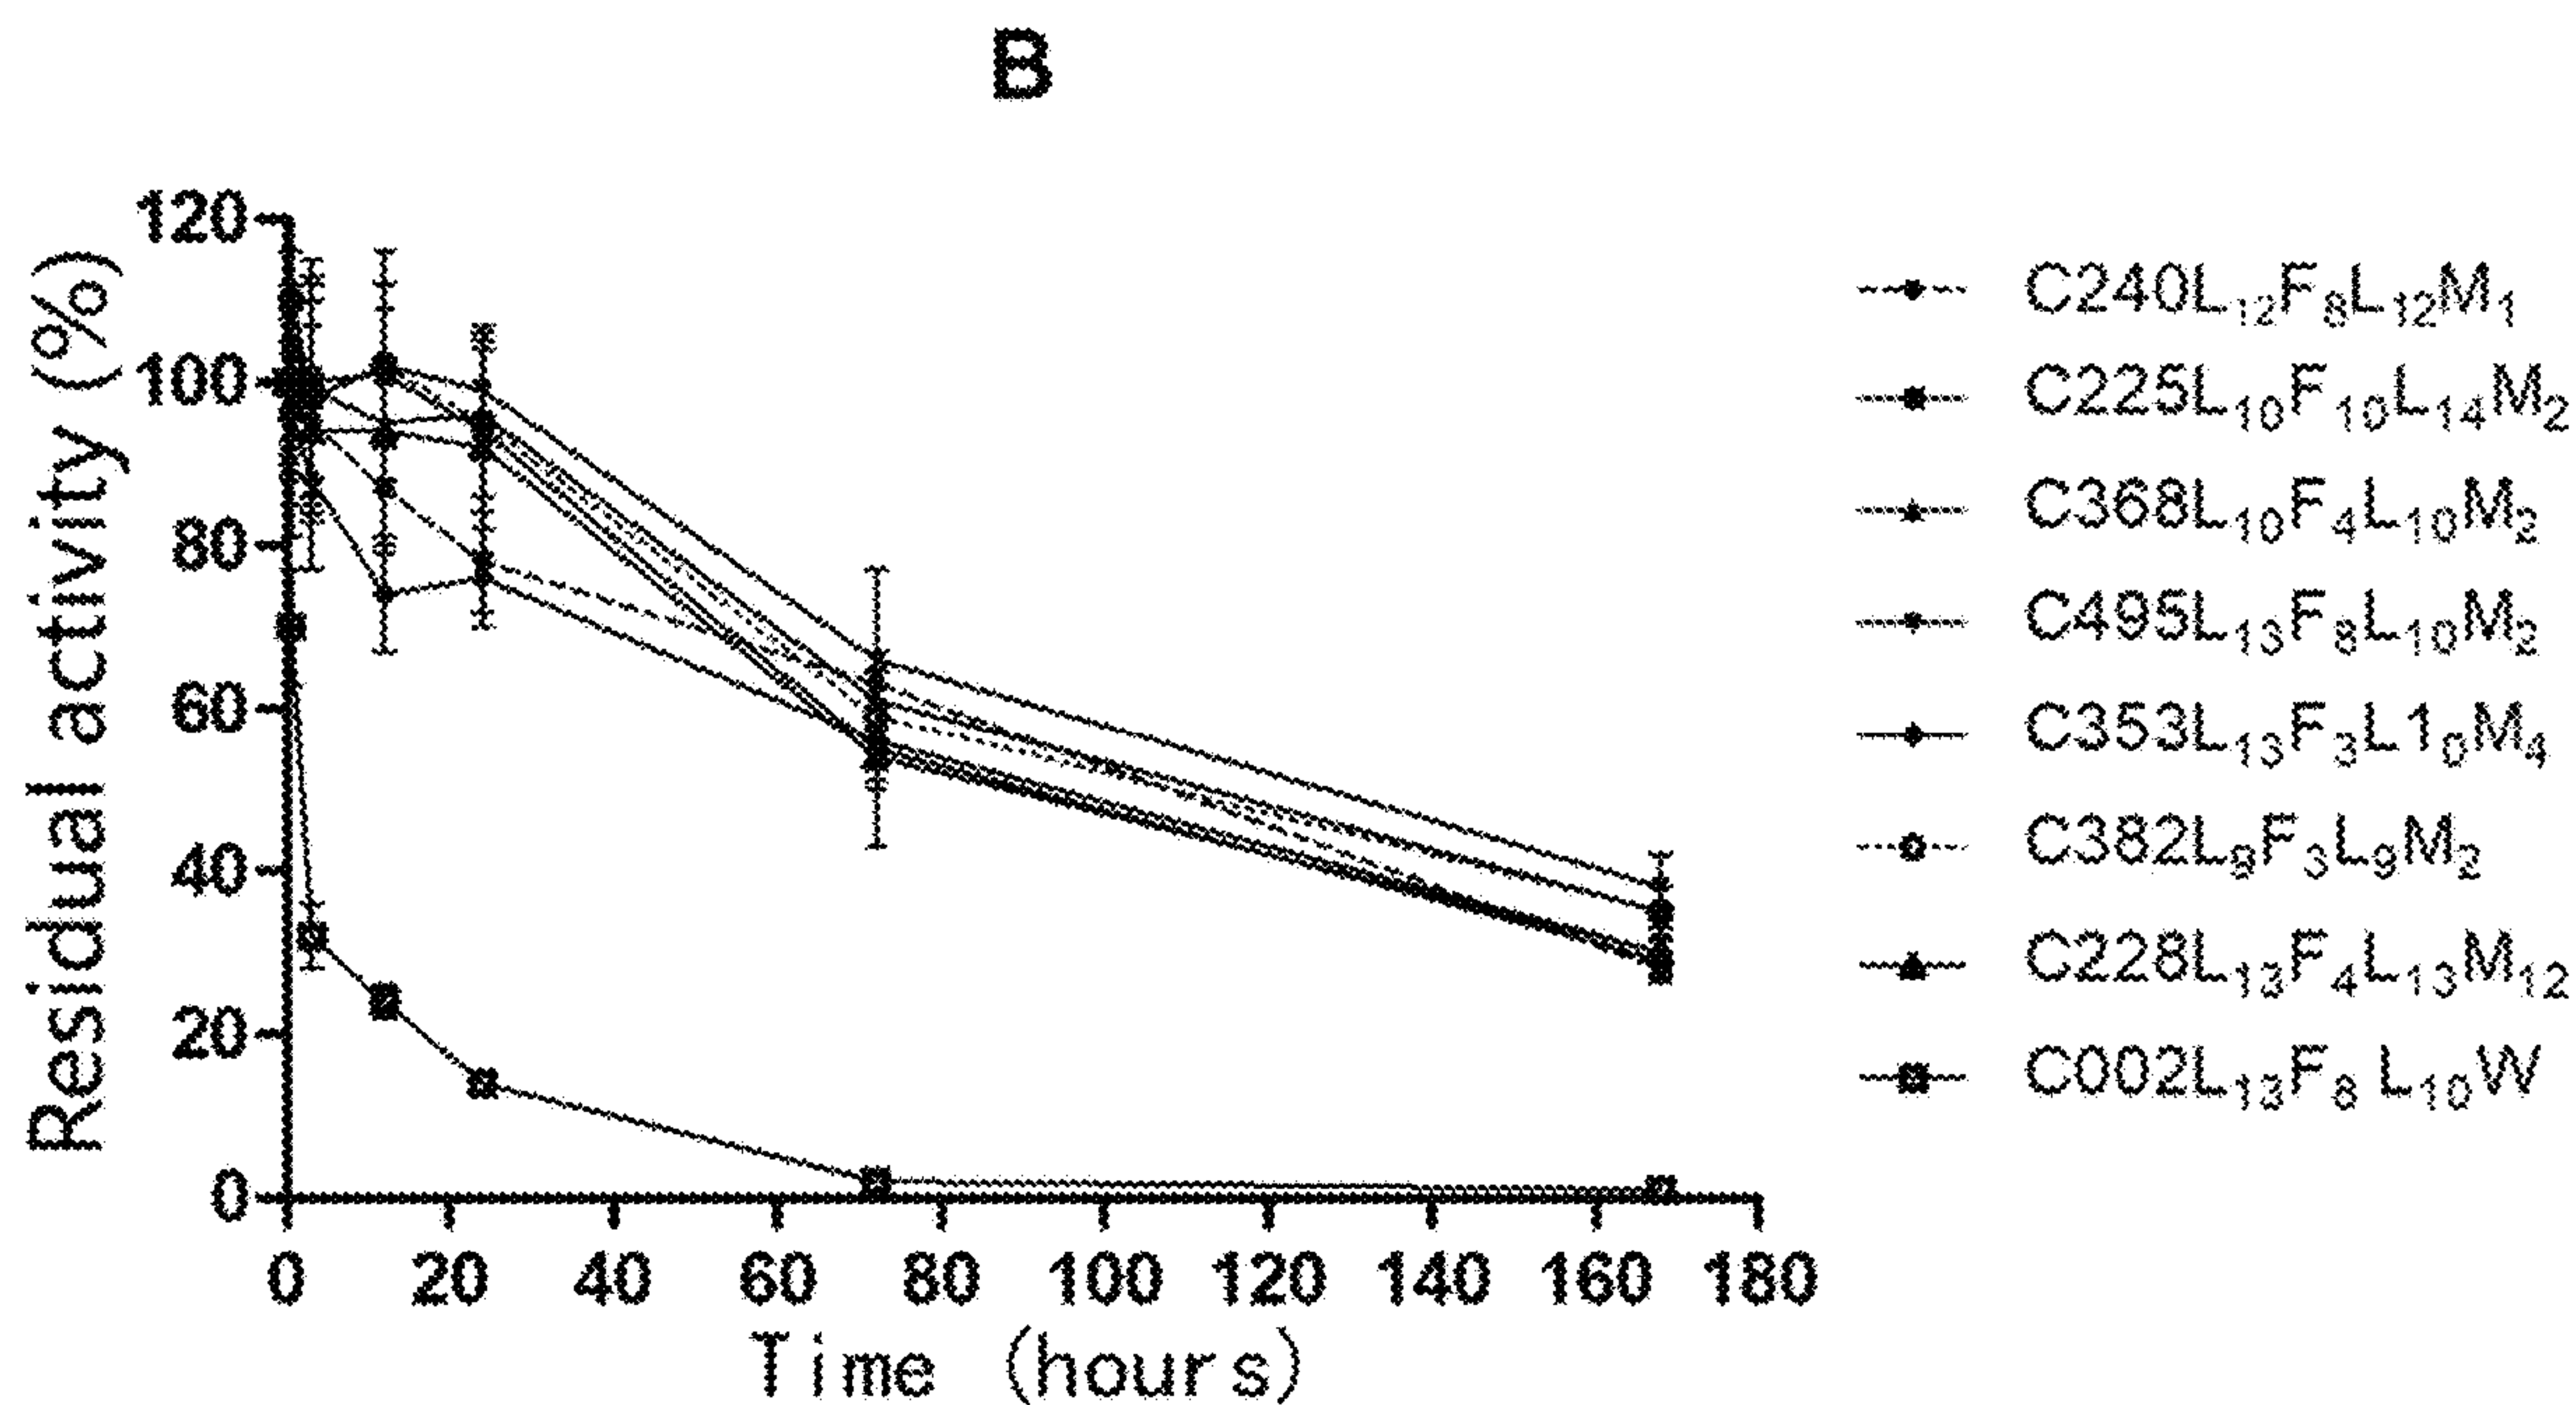 B
Residual activity (%)
120
100
80
60
40
20
0
0 20 40 60 80 100 120 140 160 180
Time (hours)
C240L₁₂F₈L₁₂M₁
C225L₁₀F₁₀L₁₄M₂
C368L₁₀F₄L₁₀M₂
C495L₁₃F₈L₁₀M₂
C353L₁₃F₃L1₀M₄
C382L₉F₃L₉M₂
C228L₁₃F₄L₁₃M₁₂
C002L₁₃F₈ L₁₀W